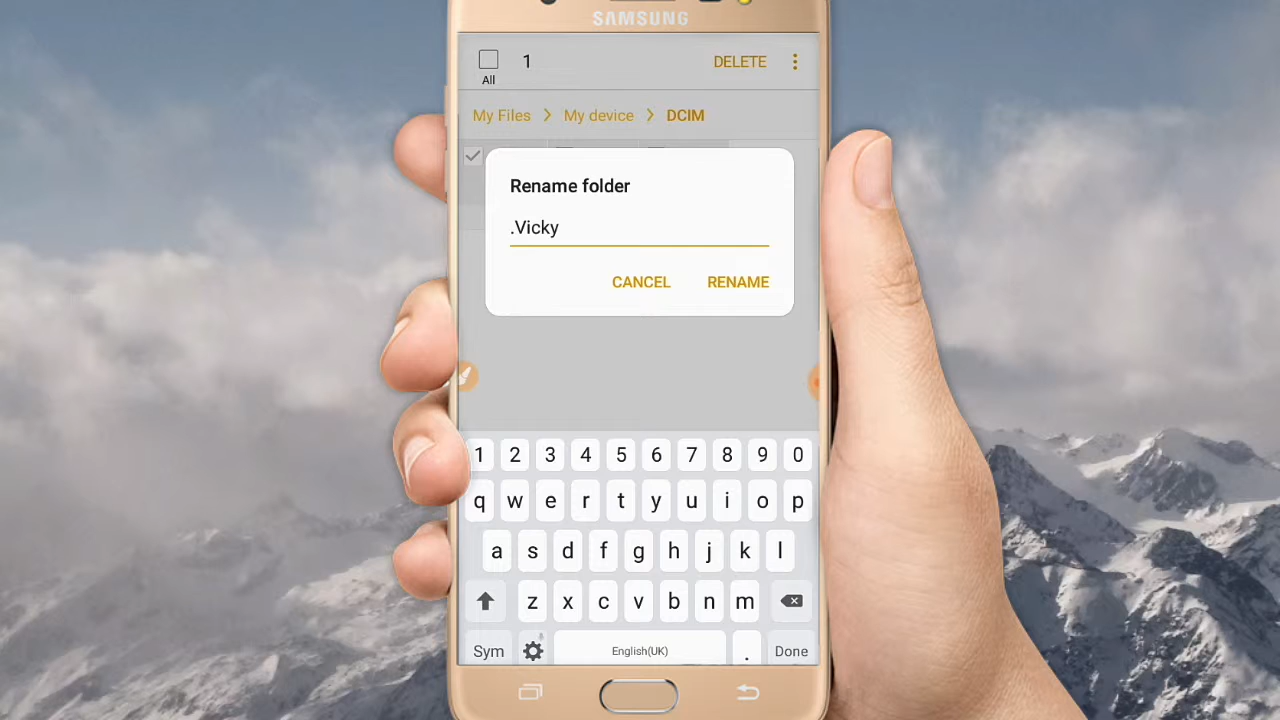 SAMSUNG
1 DELETE
All
My Files My device DCIM
Rename folder
.Vicky
CANCEL RENAME
1 2 3 4 5 6 7 8 9 0
q w e r t y u i o p
a s d f g h j k l
z x c v b n m
Sym English(UK) . Done